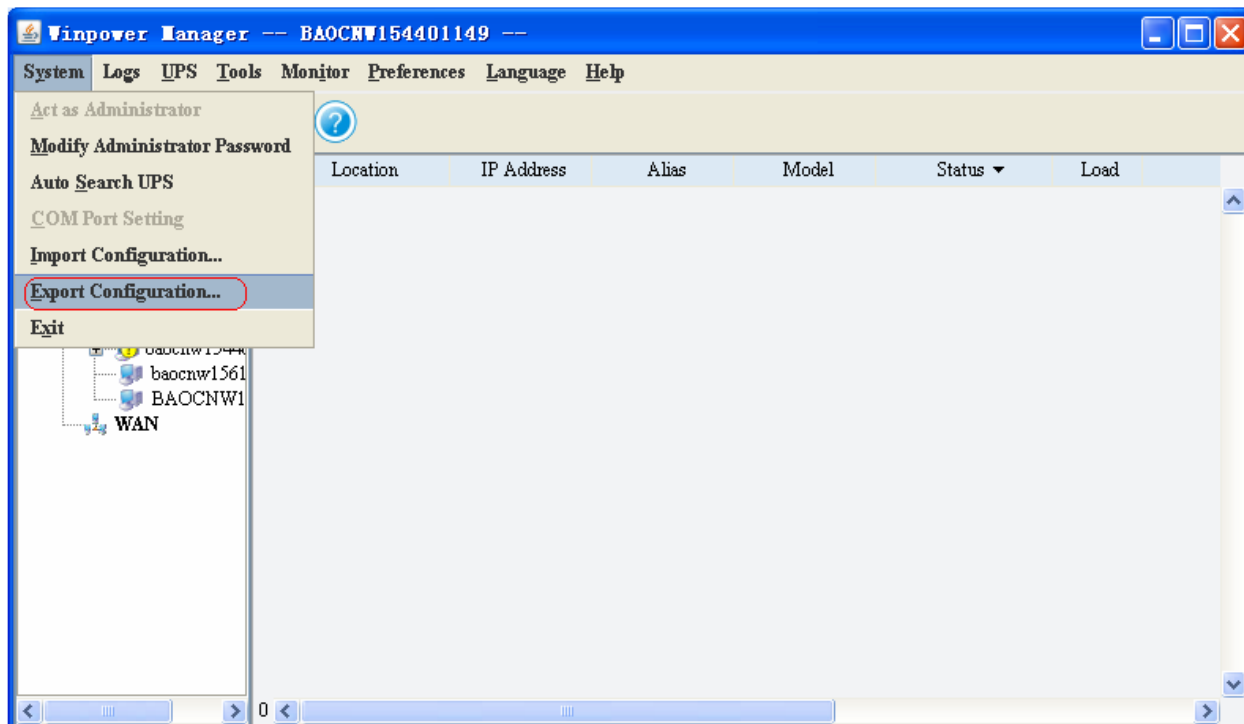 Winpower Manager -- BAOCNW154401149 --
System Logs UPS Tools Monitor Preferences Language Help
Act as Administrator
Modify Administrator Password
Auto Search UPS
COM Port Setting
Import Configuration...
Export Configuration...
Exit
Location IP Address Alias Model Status Load
baocnw1561
BAOCNW1
WAN
0